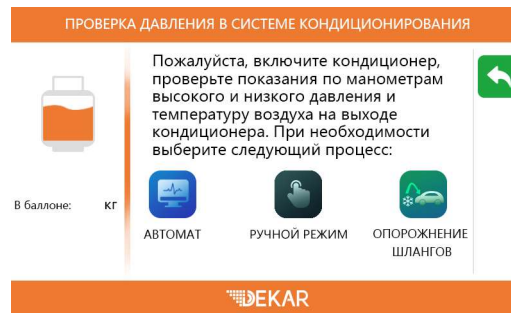 ПРОВЕРКА ДАВЛЕНИЯ В СИСТЕМЕ КОНДИЦИОНИРОВАНИЯ
Пожалуйста, включите кондиционер,
проверьте показания по манометрам
высокого и низкого давления и
температуру воздуха на выходе
кондиционера. При необходимости
выберите следующий процесс:
В баллоне: кг
АВТОМАТ
РУЧНОЙ РЕЖИМ
ОПОРОЖНЕНИЕ
ШЛАНГОВ
DEKAR